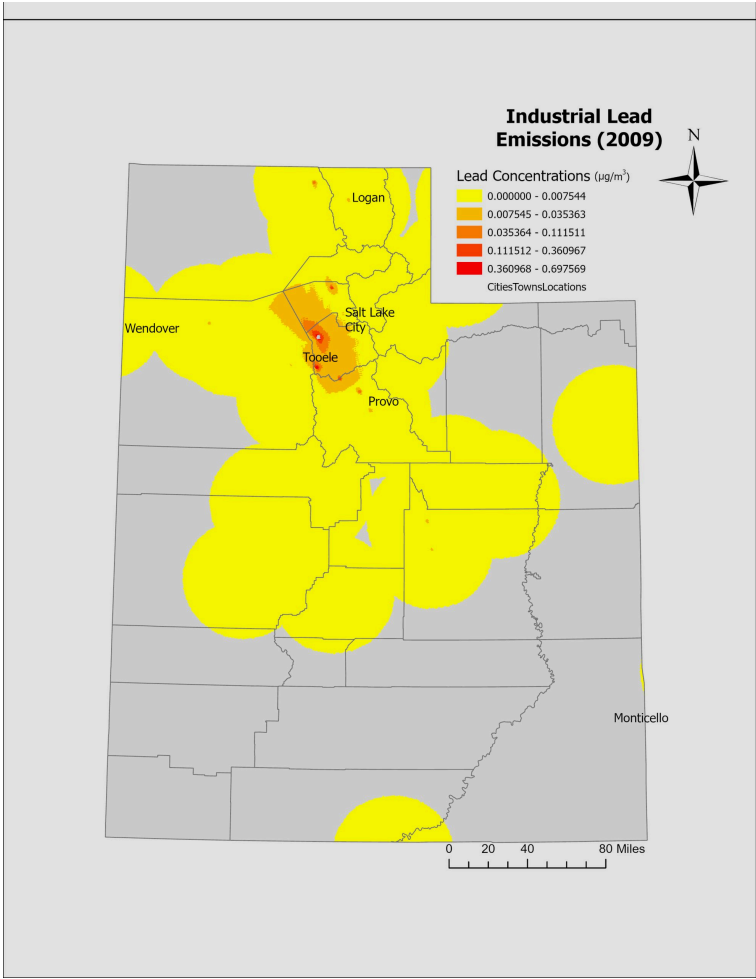 Industrial Lead
Emissions (2009)
N
Lead Concentrations (µg/m³)
0.000000 - 0.007544
0.007545 - 0.035363
0.035364 - 0.111511
0.111512 - 0.360967
0.360968 - 0.697569
CitiesTownsLocations
Logan
Salt Lake
City
Wendover
Tooele
Provo
Monticello
0 20 40 80 Miles